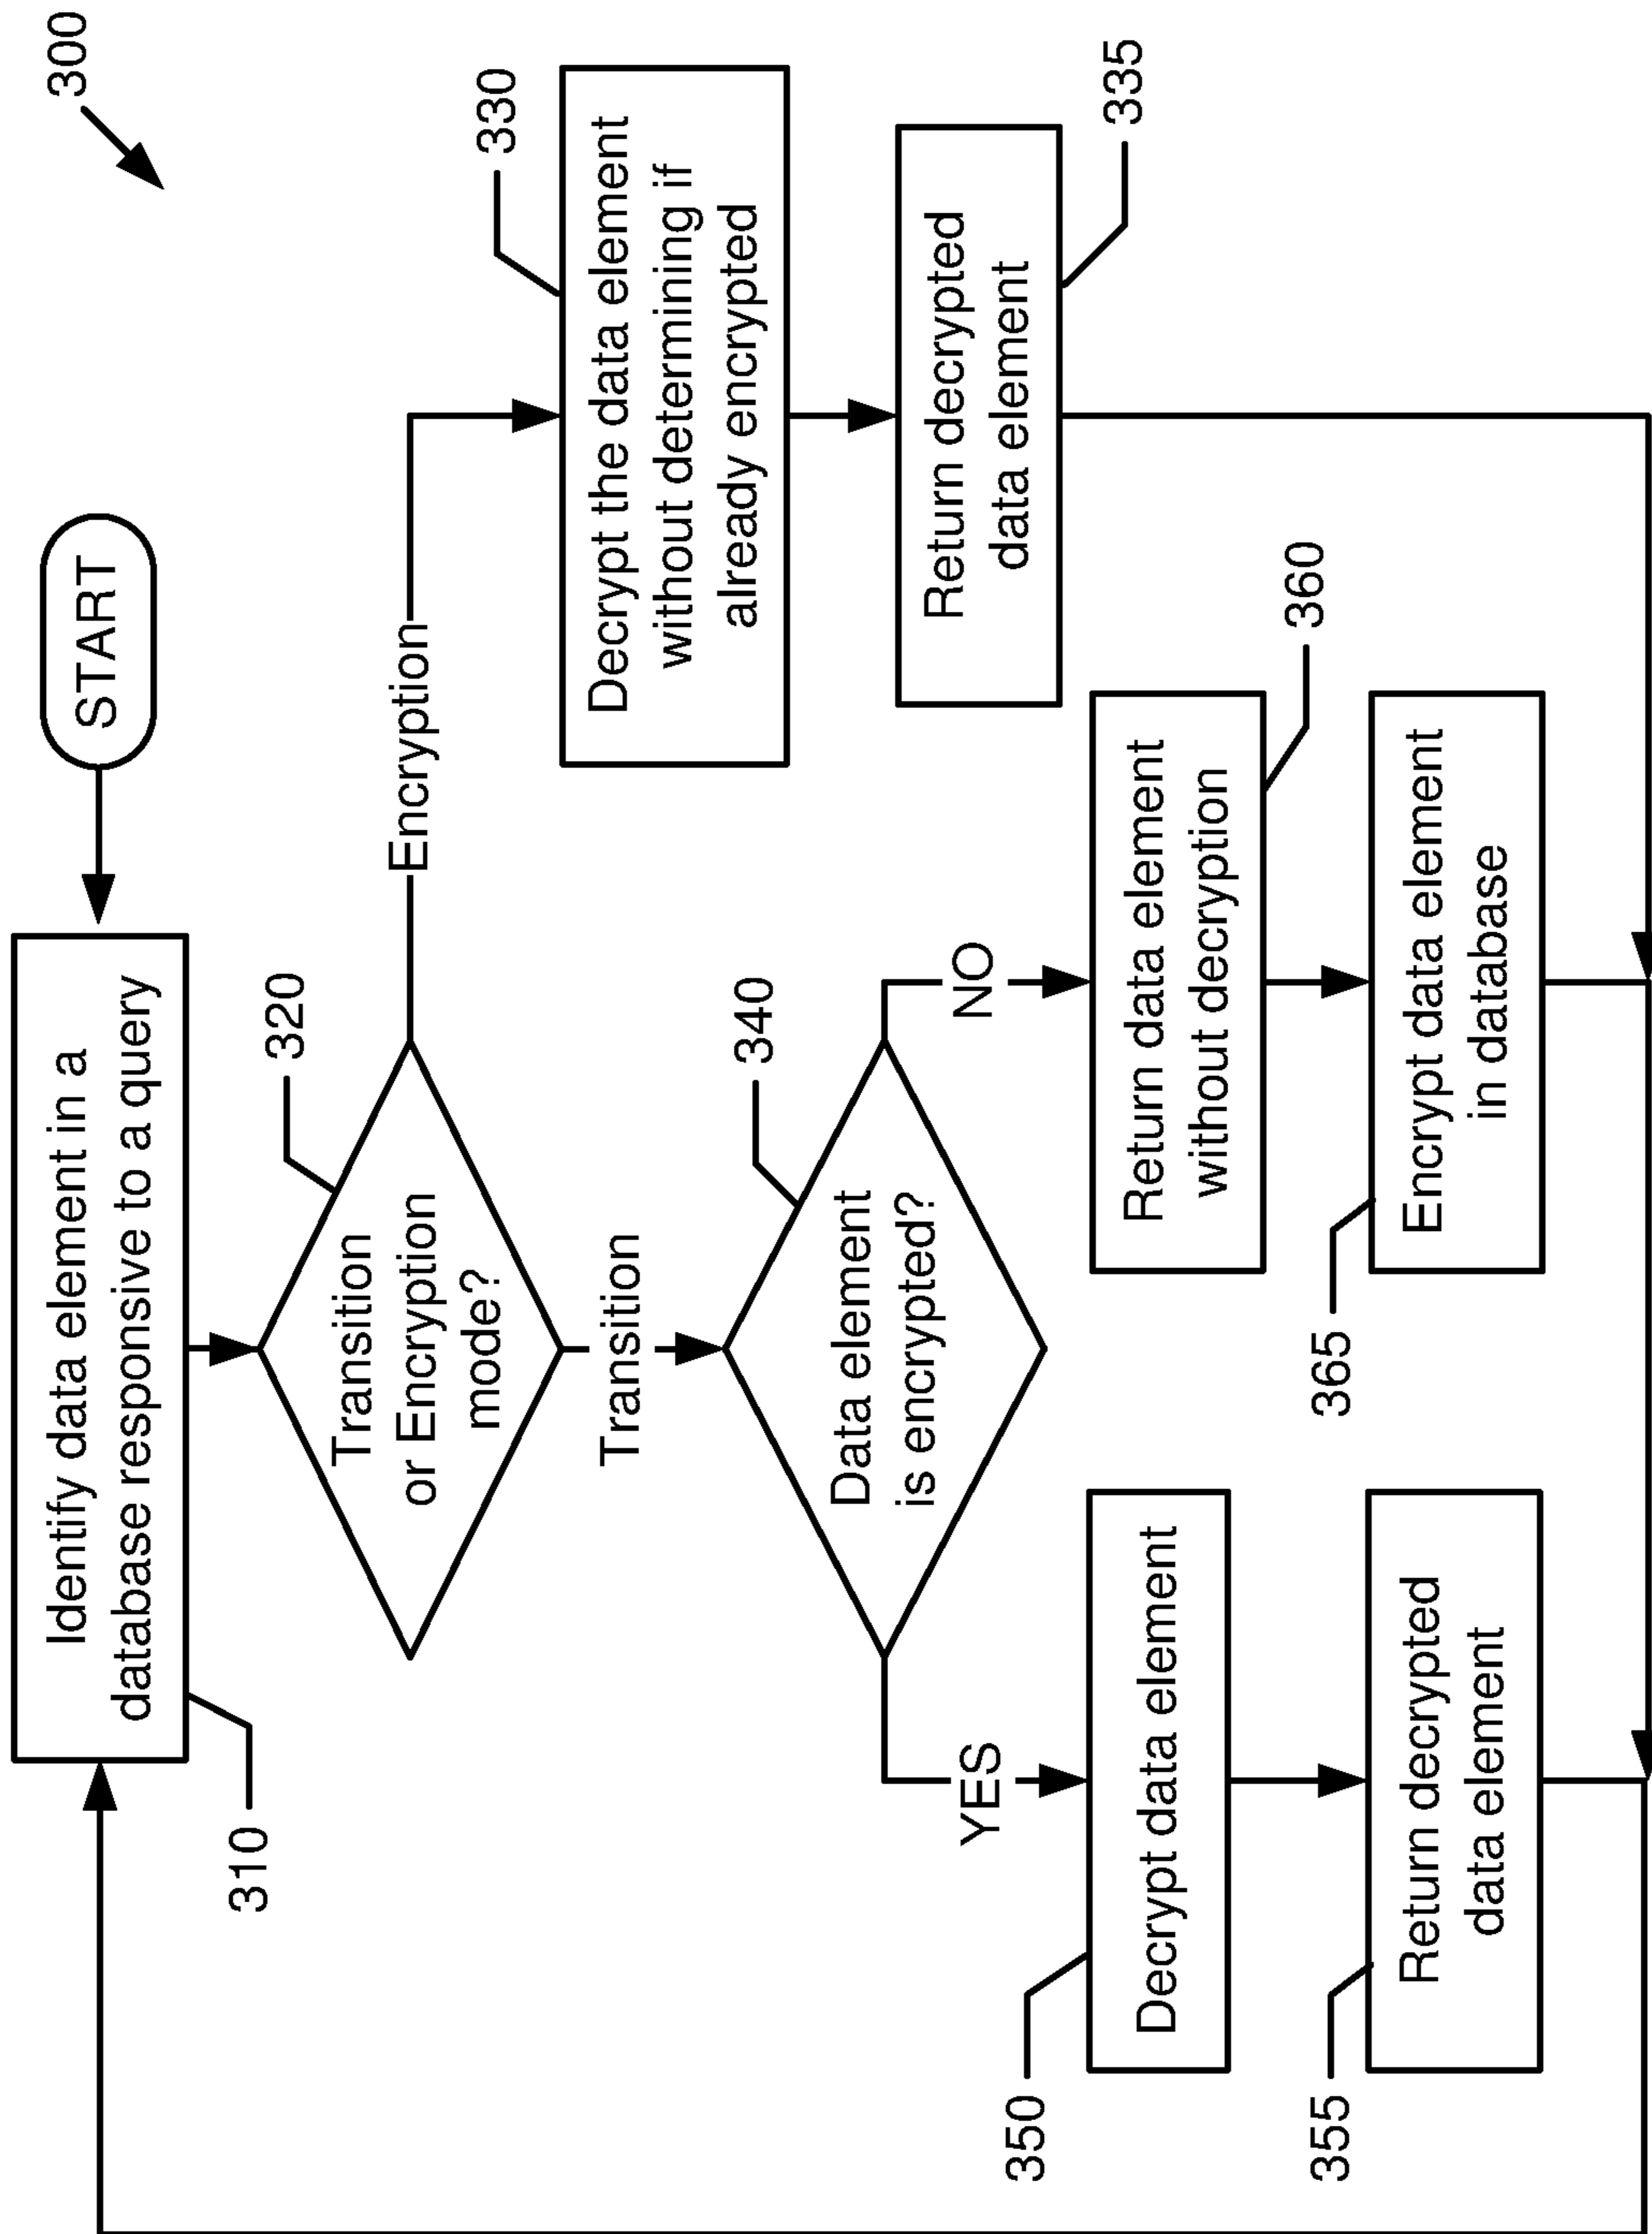 300
START
Identify data element in a
database responsive to a query
310
320
Transition
or Encryption
mode?
Encryption
Transition
330
Decrypt the data element
without determining if
already encrypted
335
Return decrypted
data element
340
Data element
is encrypted?
YES
NO
350
Decrypt data element
355
Return decrypted
data element
360
Return data element
without decryption
365
Encrypt data element
in database